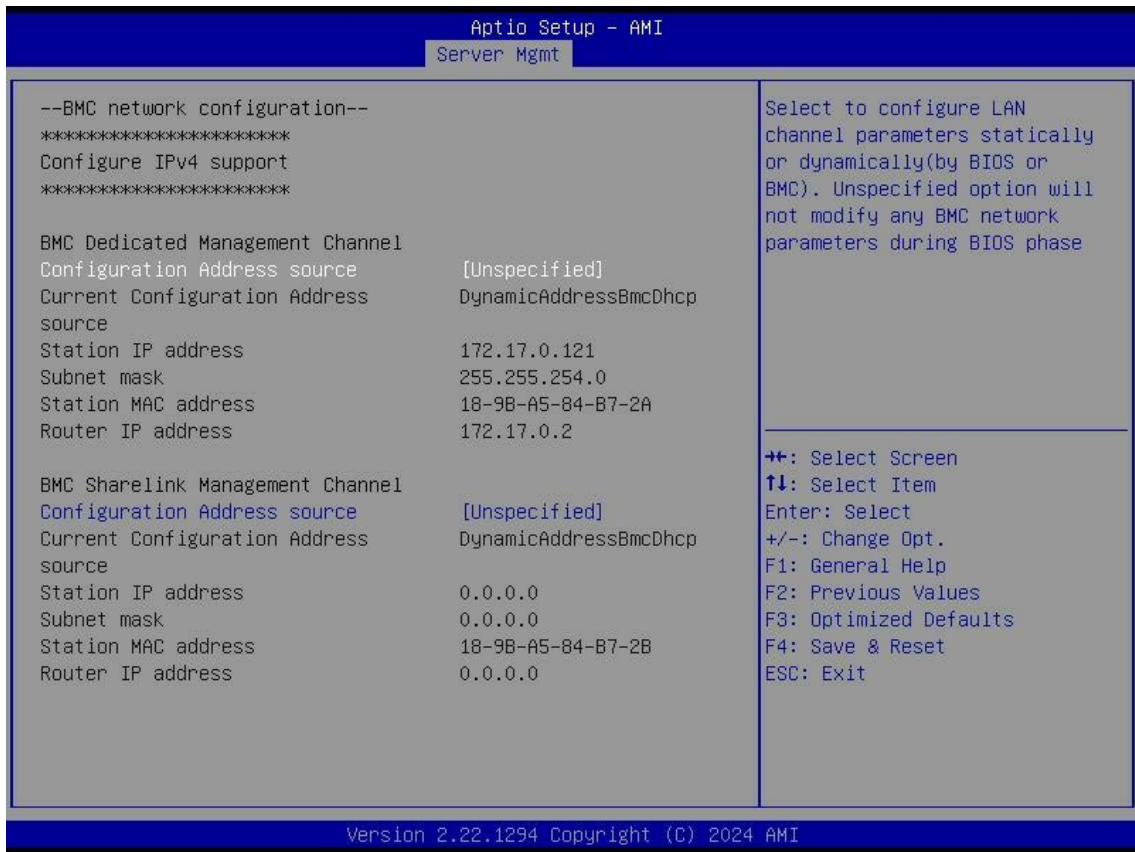 Aptio Setup – AMI
Server Mgmt
--BMC network configuration--
**********************
Configure IPv4 support
**********************
BMC Dedicated Management Channel
Configuration Address source [Unspecified]
Current Configuration Address DynamicAddressBmcDhcp
source
Station IP address 172.17.0.121
Subnet mask 255.255.254.0
Station MAC address 18-9B-A5-84-B7-2A
Router IP address 172.17.0.2
BMC Sharelink Management Channel
Configuration Address source [Unspecified]
Current Configuration Address DynamicAddressBmcDhcp
source
Station IP address 0.0.0.0
Subnet mask 0.0.0.0
Station MAC address 18-9B-A5-84-B7-2B
Router IP address 0.0.0.0
Select to configure LAN
channel parameters statically
or dynamically(by BIOS or
BMC). Unspecified option will
not modify any BMC network
parameters during BIOS phase
→←: Select Screen
↑↓: Select Item
Enter: Select
+/-: Change Opt.
F1: General Help
F2: Previous Values
F3: Optimized Defaults
F4: Save & Reset
ESC: Exit
Version 2.22.1294 Copyright (C) 2024 AMI